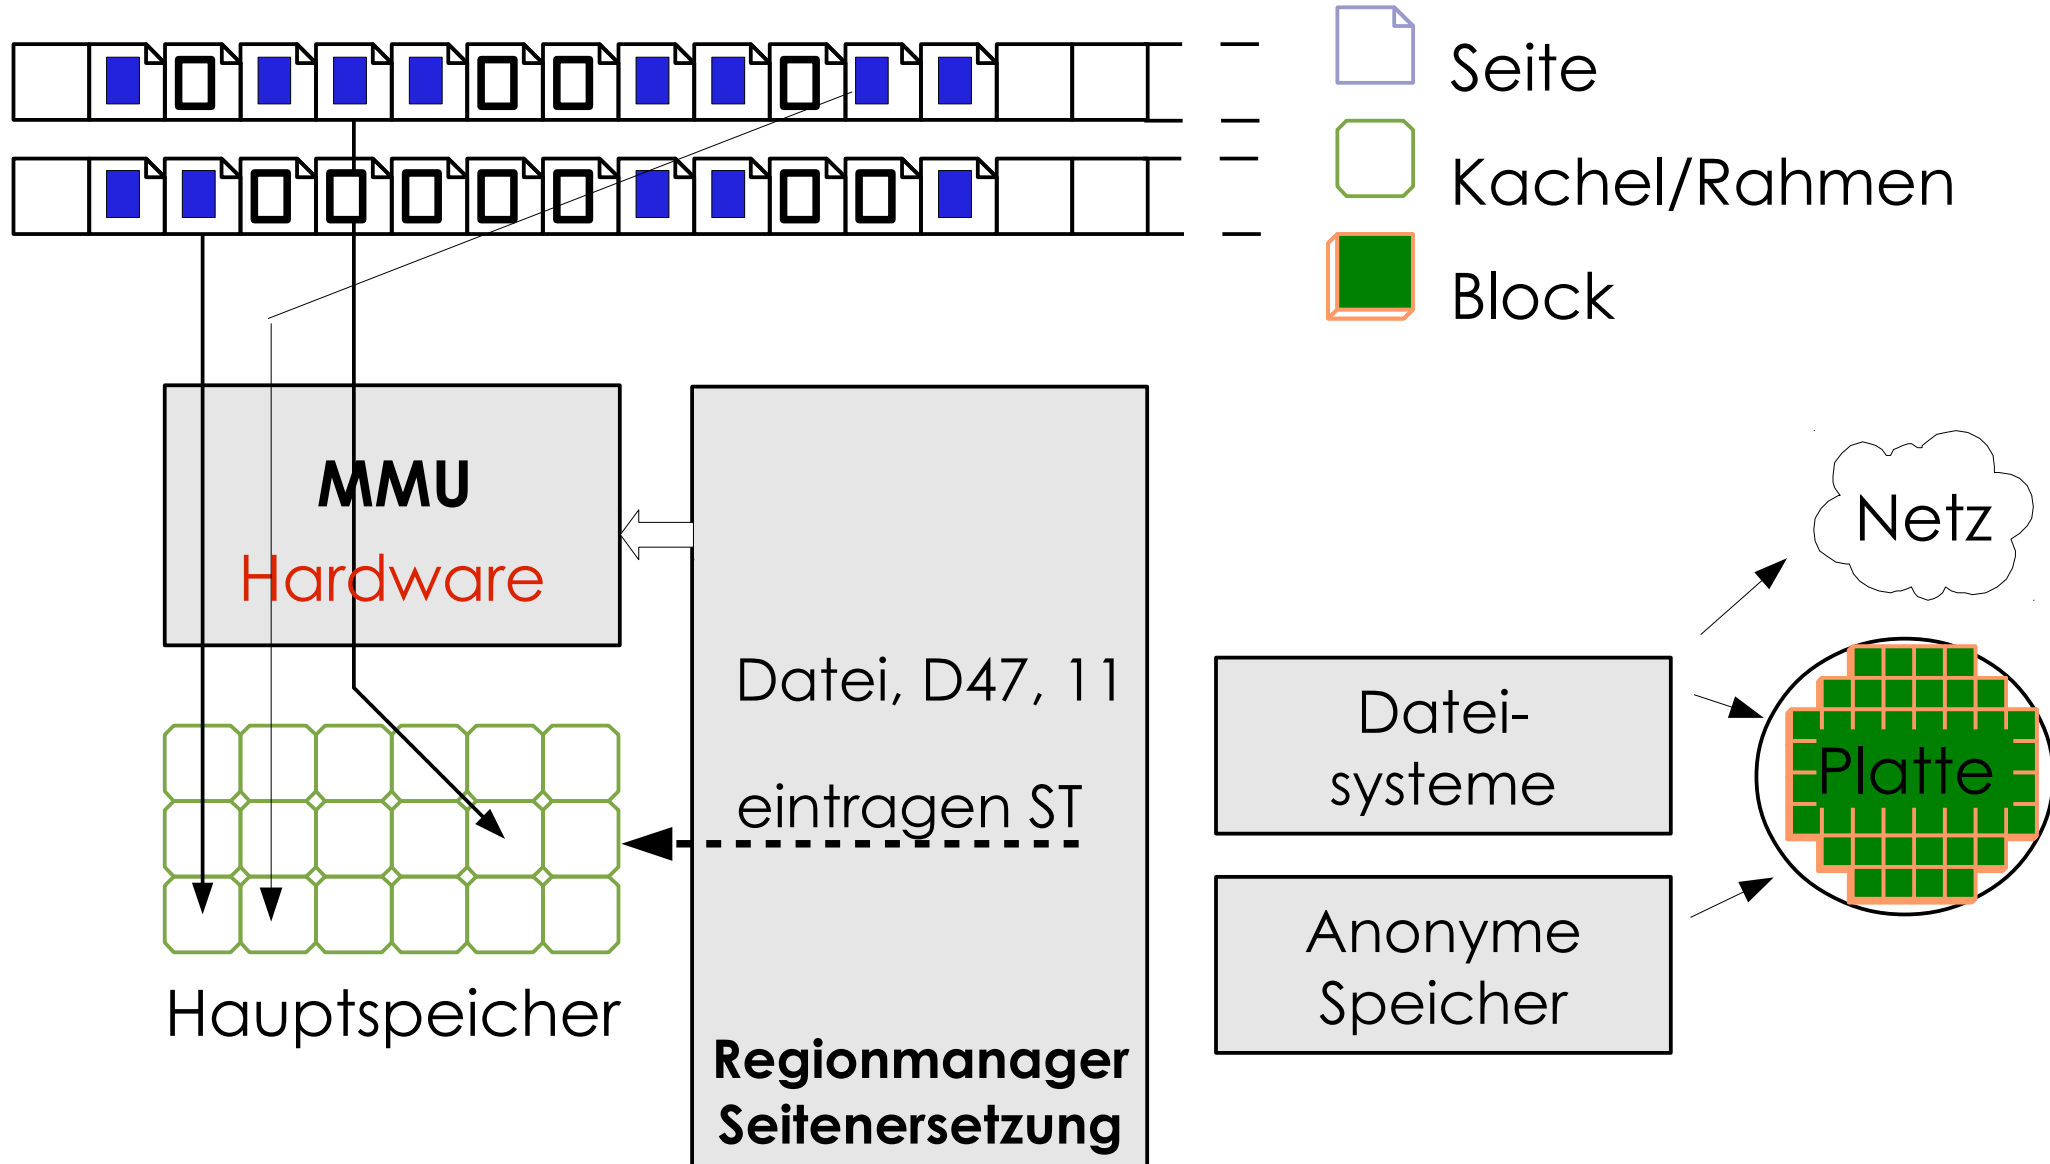 Seite
Kachel/Rahmen
Block
MMU
Hardware
Datei, D47, 11
eintragen ST
Regionmanager
Seitenersetzung
Hauptspeicher
Datei-
systeme
Anonyme
Speicher
Netz
Platte